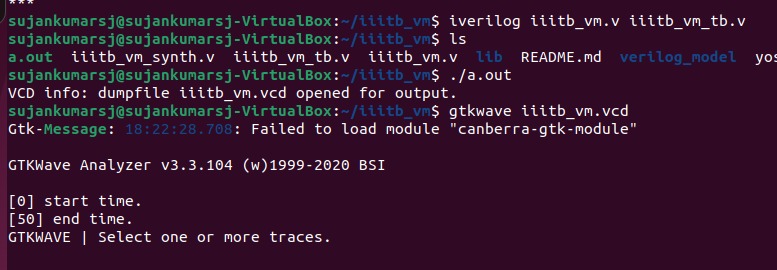 ***
sujankumarsj@sujankumarsj-VirtualBox:~/iiitb_vm$ iverilog iiitb_vm.v iiitb_vm_tb.v
sujankumarsj@sujankumarsj-VirtualBox:~/iiitb_vm$ ls
a.out iiitb_vm_synth.v iiitb_vm_tb.v iiitb_vm.v lib README.md verilog_model yos
sujankumarsj@sujankumarsj-VirtualBox:~/iiitb_vm$ ./a.out
VCD info: dumpfile iiitb_vm.vcd opened for output.
sujankumarsj@sujankumarsj-VirtualBox:~/iiitb_vm$ gtkwave iiitb_vm.vcd
Gtk-Message: 18:22:28.708: Failed to load module "canberra-gtk-module"
GTKWave Analyzer v3.3.104 (w)1999-2020 BSI
[0] start time.
[50] end time.
GTKWAVE | Select one or more traces.